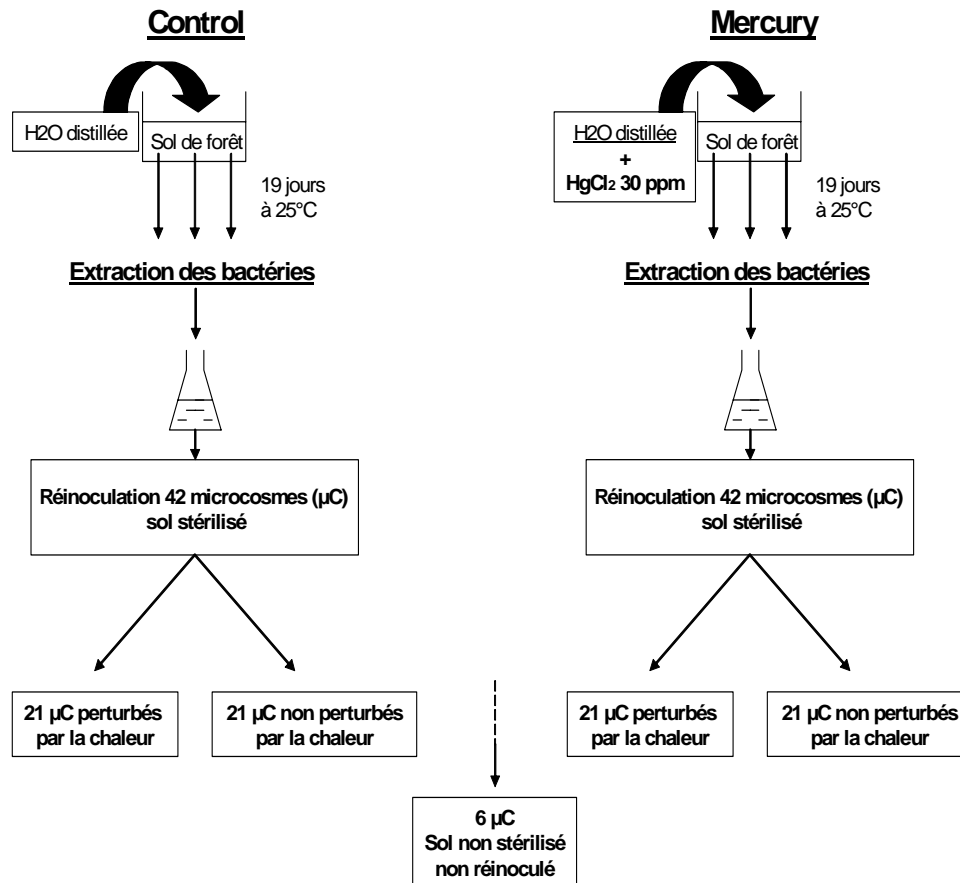 Control
H2O distillée
Sol de forêt
19 jours
à 25°C
Extraction des bactéries
Réinoculation 42 microcosmes (µC)
sol stérilisé
21 µC perturbés
par la chaleur
21 µC non perturbés
par la chaleur
Mercury
H2O distillée
+
HgCl2 30 ppm
Sol de forêt
19 jours
à 25°C
Extraction des bactéries
Réinoculation 42 microcosmes (µC)
sol stérilisé
21 µC perturbés
par la chaleur
21 µC non perturbés
par la chaleur
6 µC
Sol non stérilisé
non réinoculé